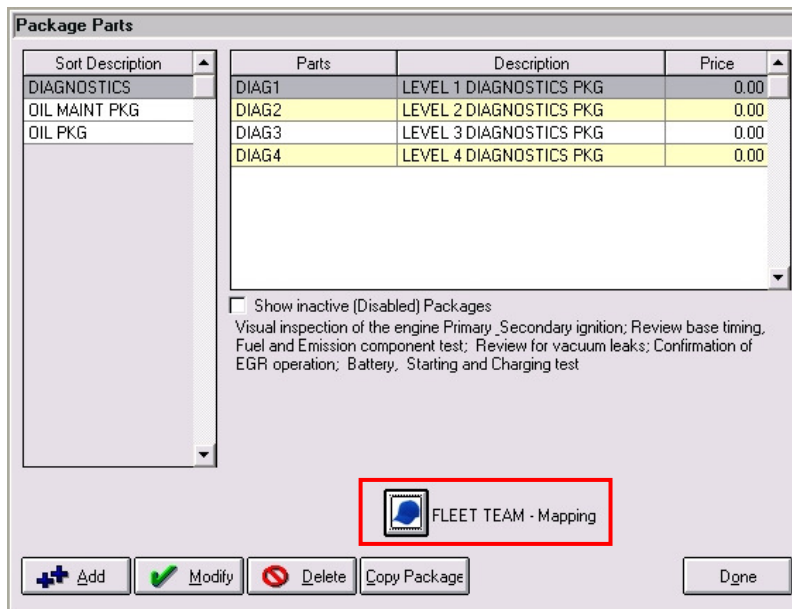 Package Parts
Sort Description
DIAGNOSTICS
OIL MAINT PKG
OIL PKG
Parts Description Price
DIAG1 LEVEL 1 DIAGNOSTICS PKG 0.00
DIAG2 LEVEL 2 DIAGNOSTICS PKG 0.00
DIAG3 LEVEL 3 DIAGNOSTICS PKG 0.00
DIAG4 LEVEL 4 DIAGNOSTICS PKG 0.00
Show inactive (Disabled) Packages
Visual inspection of the engine Primary _Secondary ignition; Review base timing,
Fuel and Emission component test; Review for vacuum leaks; Confirmation of
EGR operation; Battery, Starting and Charging test
FLEET TEAM - Mapping
Add Modify Delete Copy Package Done